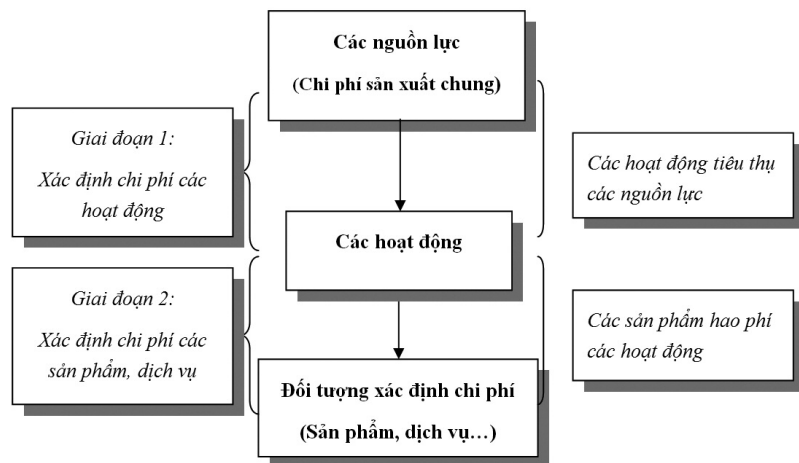 Các nguồn lực
(Chi phí sản xuất chung)
Giai đoạn 1:
Xác định chi phí các
hoạt động
Các hoạt động tiêu thụ
các nguồn lực
Các hoạt động
Giai đoạn 2:
Xác định chi phí các
sản phẩm, dịch vụ
Các sản phẩm hao phí
các hoạt động
Đối tượng xác định chi phí
(Sản phẩm, dịch vụ…)